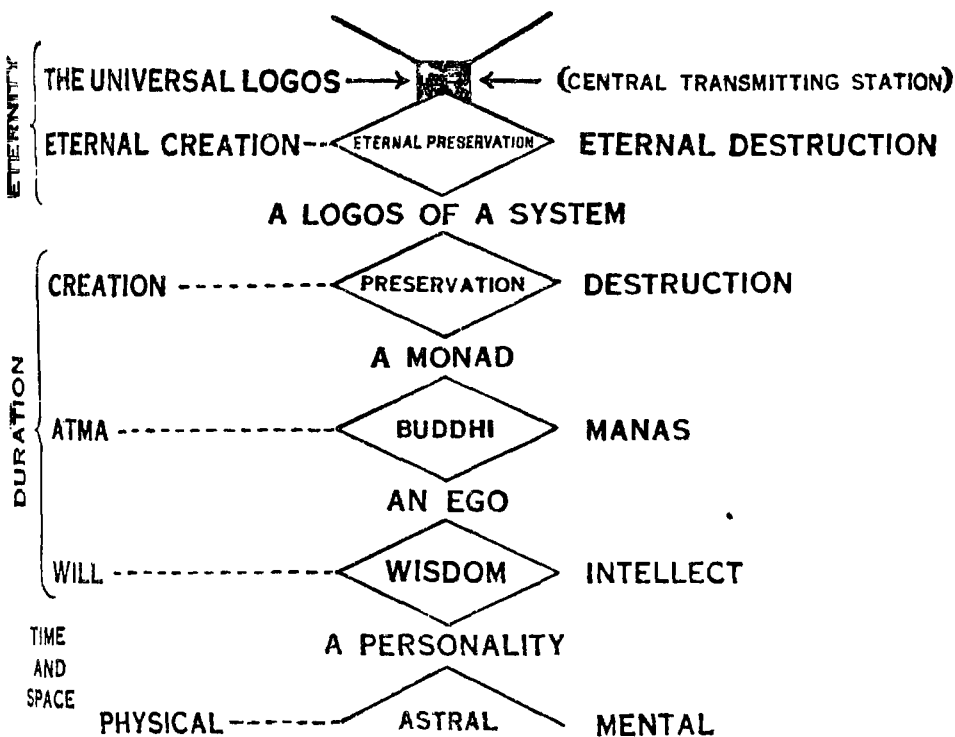 ETERNITY
THE UNIVERSAL LOGOS (CENTRAL TRANSMITTING STATION)
ETERNAL CREATION ETERNAL PRESERVATION ETERNAL DESTRUCTION
A LOGOS OF A SYSTEM
DURATION
CREATION PRESERVATION DESTRUCTION
A MONAD
ATMA BUDDHI MANAS
AN EGO
WILL WISDOM INTELLECT
A PERSONALITY
TIME
AND
SPACE
PHYSICAL ASTRAL MENTAL